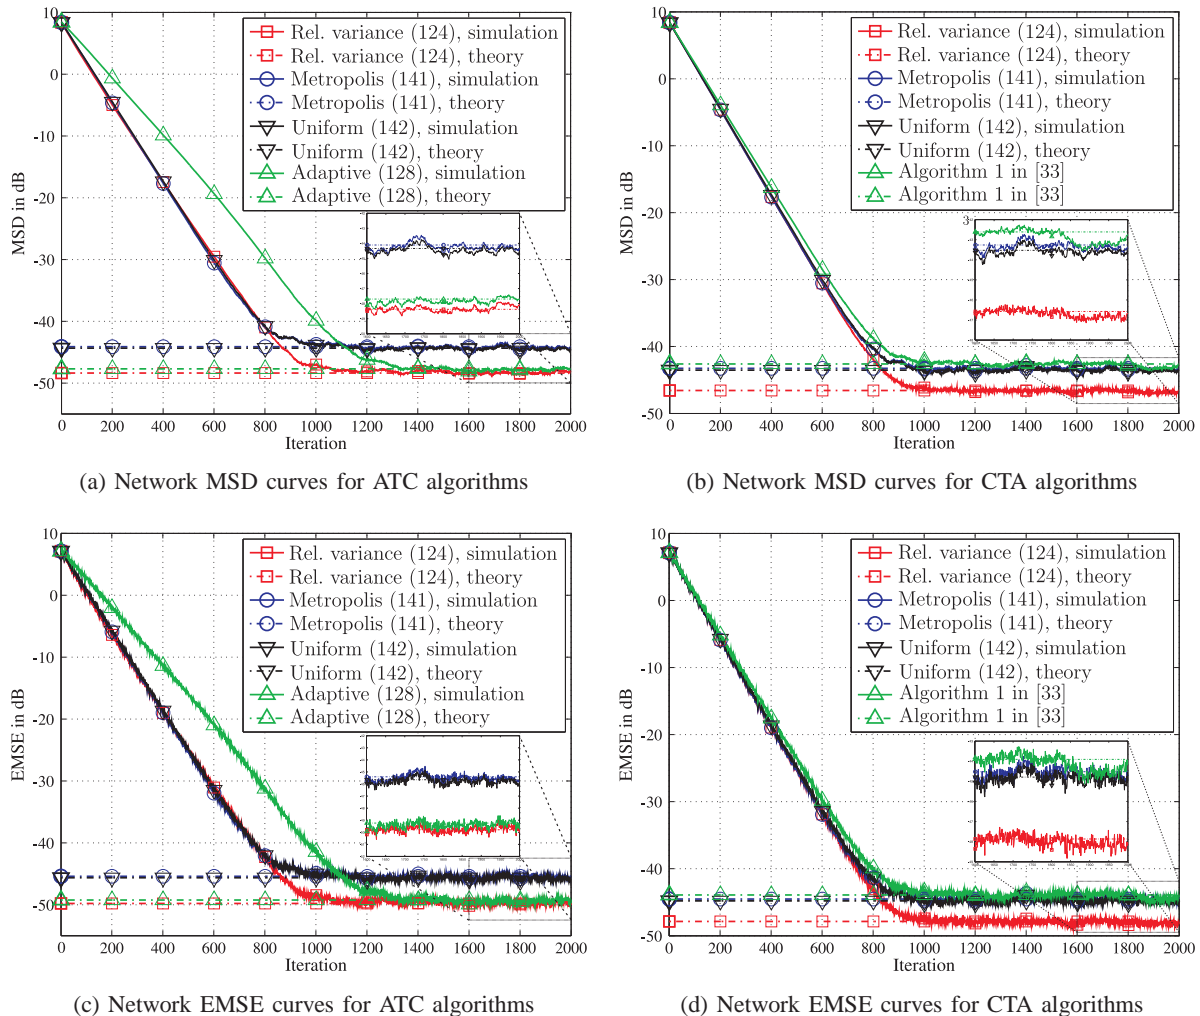 10
0
-10
-20
-30
-40
-50
MSD in dB
Rel. variance (124), simulation
Rel. variance (124), theory
Metropolis (141), simulation
Metropolis (141), theory
Uniform (142), simulation
Uniform (142), theory
Adaptive (128), simulation
Adaptive (128), theory
0 200 400 600 800 1000 1200 1400 1600 1800 2000
Iteration
(a) Network MSD curves for ATC algorithms
10
0
-10
-20
-30
-40
-50
MSD in dB
Rel. variance (124), simulation
Rel. variance (124), theory
Metropolis (141), simulation
Metropolis (141), theory
Uniform (142), simulation
Uniform (142), theory
Algorithm 1 in [33]
Algorithm 1 in [33]
3
0 200 400 600 800 1000 1200 1400 1600 1800 2000
Iteration
(b) Network MSD curves for CTA algorithms
10
0
-10
-20
-30
-40
-50
EMSE in dB
Rel. variance (124), simulation
Rel. variance (124), theory
Metropolis (141), simulation
Metropolis (141), theory
Uniform (142), simulation
Uniform (142), theory
Adaptive (128), simulation
Adaptive (128), theory
0 200 400 600 800 1000 1200 1400 1600 1800 2000
Iteration
(c) Network EMSE curves for ATC algorithms
10
0
-10
-20
-30
-40
-50
EMSE in dB
Rel. variance (124), simulation
Rel. variance (124), theory
Metropolis (141), simulation
Metropolis (141), theory
Uniform (142), simulation
Uniform (142), theory
Algorithm 1 in [33]
Algorithm 1 in [33]
0 200 400 600 800 1000 1200 1400 1600 1800 2000
Iteration
(d) Network EMSE curves for CTA algorithms